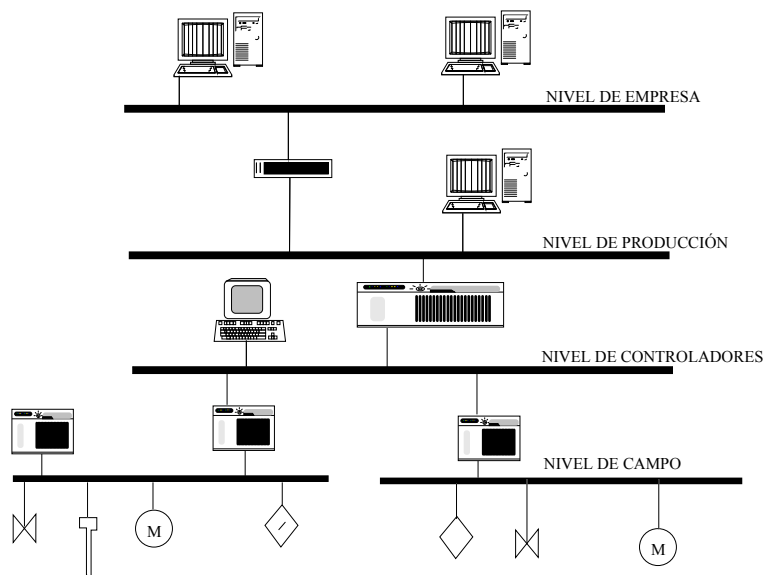 NIVEL DE EMPRESA
NIVEL DE PRODUCCIÓN
NIVEL DE CONTROLADORES
NIVEL DE CAMPO
M
M